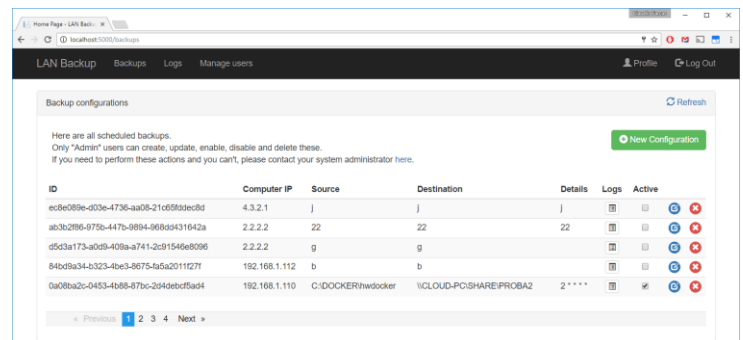 Home Page - LAN Backu
localhost:5000/backups
LAN Backup Backups Logs Manage users Profile Log Out
Backup configurations Refresh
Here are all scheduled backups.
Only "Admin" users can create, update, enable, disable and delete these.
If you need to perform these actions and you can't, please contact your system administrator here.
New Configuration
ID Computer IP Source Destination Details Logs Active
ec8e089e-d03e-4736-aa08-21c65fddec8d 4.3.2.1 j j j
ab3b2f86-975b-447b-9894-968dd431642a 2.2.2.2 22 22 22
d5d3a173-a0d9-409a-a741-2c91546e8096 2.2.2.2 g g
84bd9a34-b323-4be3-8675-fa5a2011f27f 192.168.1.112 b b
0a08ba2c-0453-4b88-87bc-2d4debcf5ad4 192.168.1.110 C:\DOCKER\hwdocker \\CLOUD-PC\SHARE\PROBA2 2 * * * *
« Previous 1 2 3 4 Next »